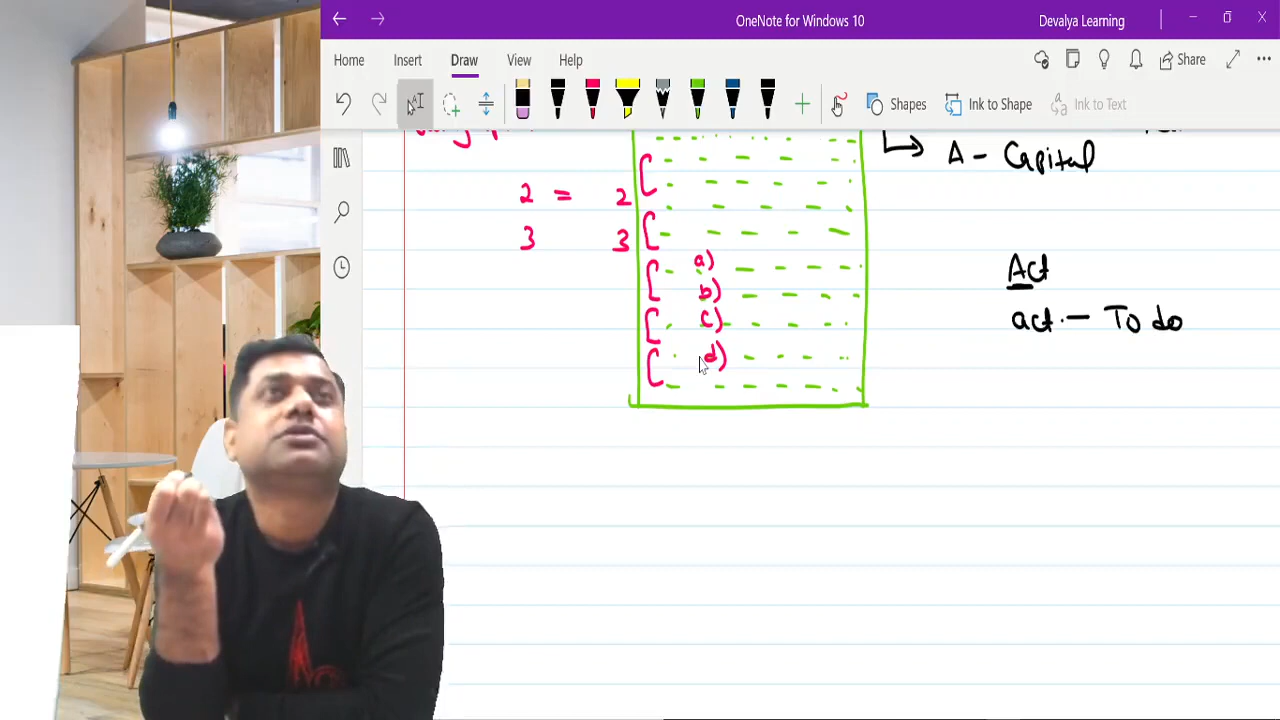 OneNote for Windows 10
Devalya Learning
Home Insert Draw View Help
Share
Shapes
Ink to Shape
Ink to Text
A - Capital
2 = 2
3 3
a)
b)
c)
d)
Act
act - To do